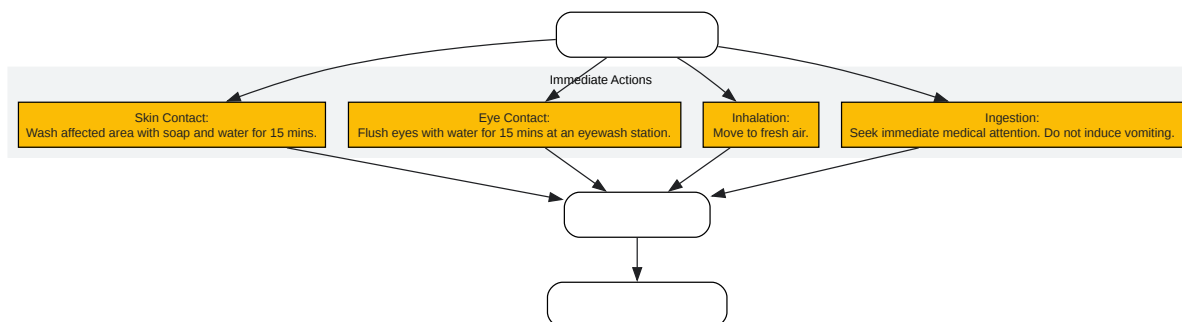 Immediate Actions
Skin Contact:
Wash affected area with soap and water for 15 mins.
Eye Contact:
Flush eyes with water for 15 mins at an eyewash station.
Inhalation:
Move to fresh air.
Ingestion:
Seek immediate medical attention. Do not induce vomiting.